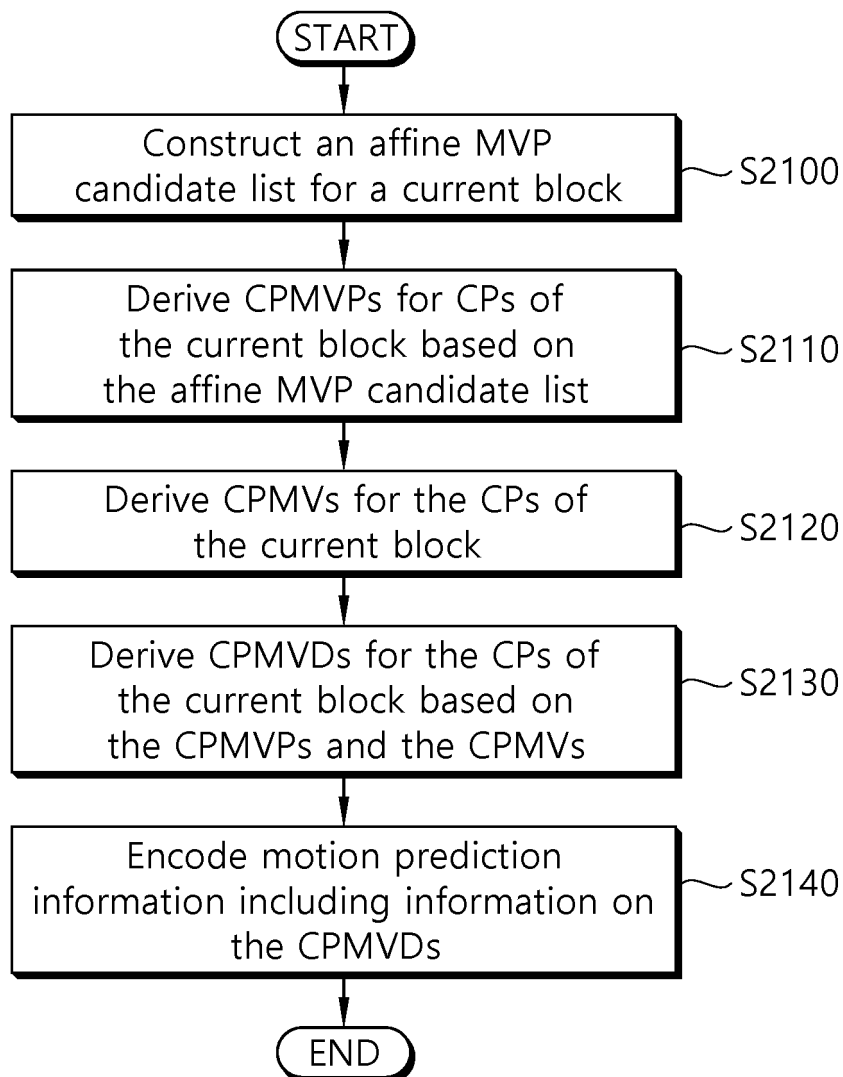 START
Construct an affine MVP
candidate list for a current block
S2100
Derive CPMVPs for CPs of
the current block based on
the affine MVP candidate list
S2110
Derive CPMVs for the CPs of
the current block
S2120
Derive CPMVDs for the CPs of
the current block based on
the CPMVPs and the CPMVs
S2130
Encode motion prediction
information including information on
the CPMVDs
S2140
END